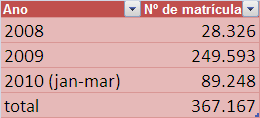 Ano Nº de matrícula
2008 28.326
2009 249.593
2010 (jan-mar) 89.248
total 367.167